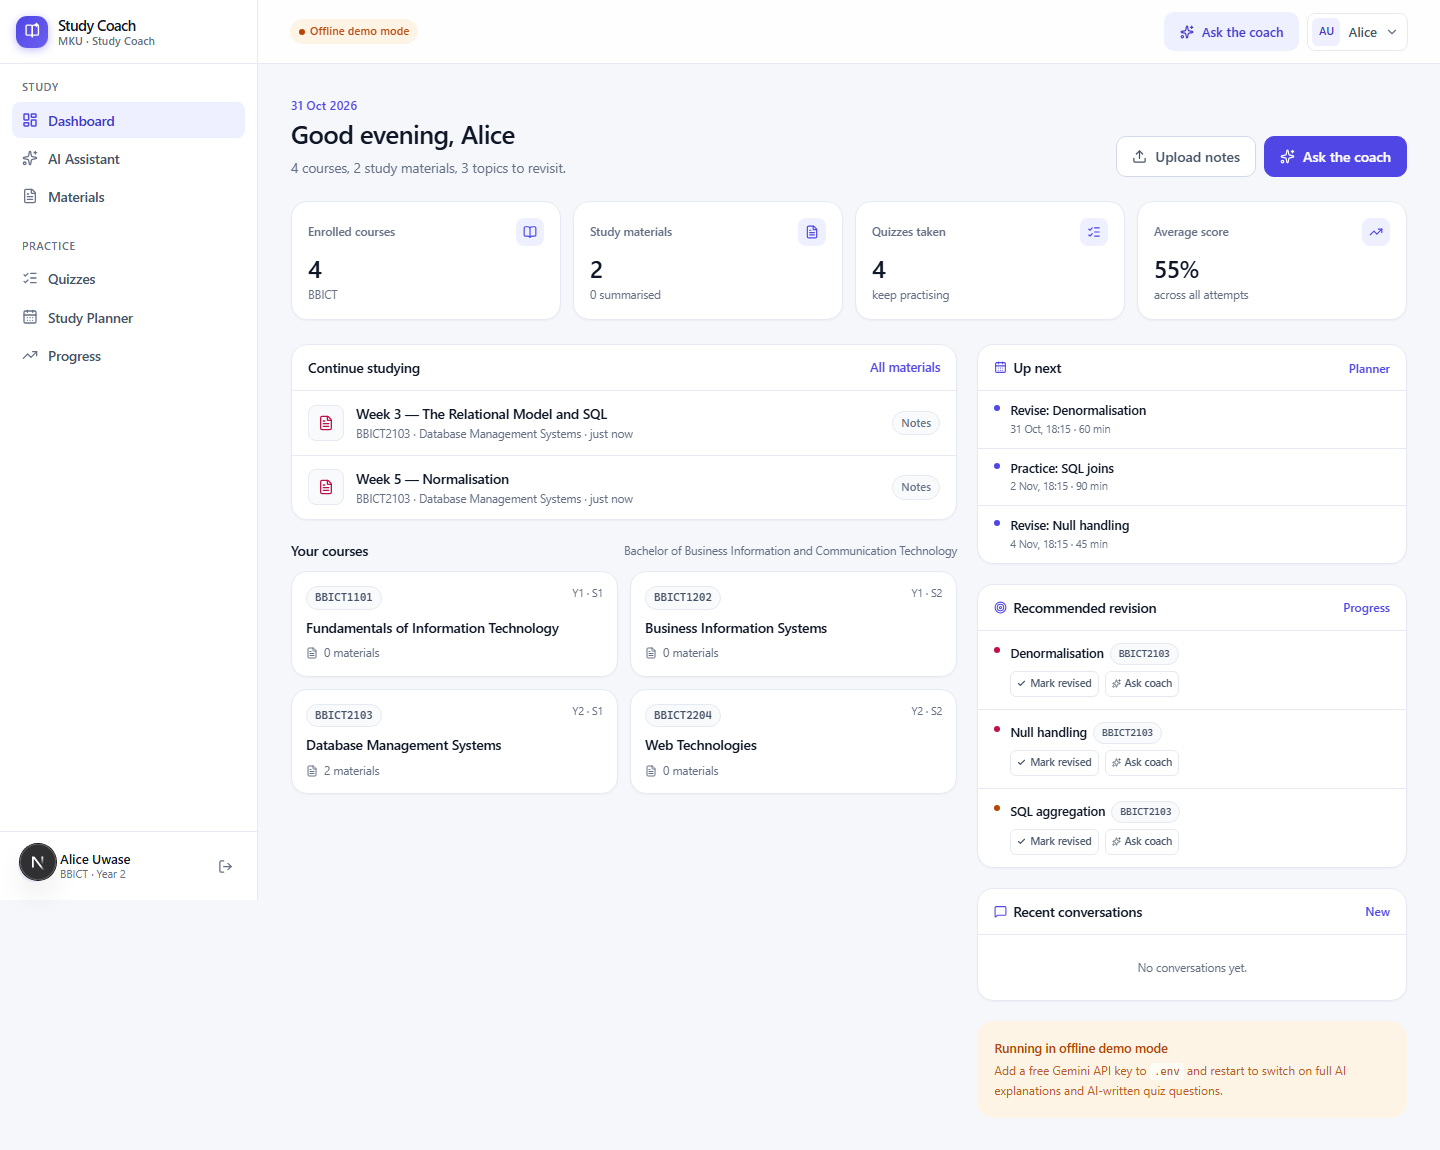 Study Coach
MKU · Study Coach
Offline demo mode
Ask the coach
AU
Alice
STUDY
Dashboard
AI Assistant
Materials
PRACTICE
Quizzes
Study Planner
Progress
N
Alice Uwase
BBICT · Year 2
31 Oct 2026
Good evening, Alice
4 courses, 2 study materials, 3 topics to revisit.
Upload notes
Ask the coach
Enrolled courses
4
BBICT
Study materials
2
0 summarised
Quizzes taken
4
keep practising
Average score
55%
across all attempts
Continue studying
All materials
Week 3 — The Relational Model and SQL
BBICT2103 · Database Management Systems · just now
Notes
Week 5 — Normalisation
BBICT2103 · Database Management Systems · just now
Notes
Your courses
Bachelor of Business Information and Communication Technology
BBICT1101
Y1 · S1
Fundamentals of Information Technology
0 materials
BBICT1202
Y1 · S2
Business Information Systems
0 materials
BBICT2103
Y2 · S1
Database Management Systems
2 materials
BBICT2204
Y2 · S2
Web Technologies
0 materials
Up next
Planner
Revise: Denormalisation
31 Oct, 18:15 · 60 min
Practice: SQL joins
2 Nov, 18:15 · 90 min
Revise: Null handling
4 Nov, 18:15 · 45 min
Recommended revision
Progress
Denormalisation BBICT2103
Mark revised
Ask coach
Null handling BBICT2103
Mark revised
Ask coach
SQL aggregation BBICT2103
Mark revised
Ask coach
Recent conversations
New
No conversations yet.
Running in offline demo mode
Add a free Gemini API key to .env and restart to switch on full AI
explanations and AI-written quiz questions.